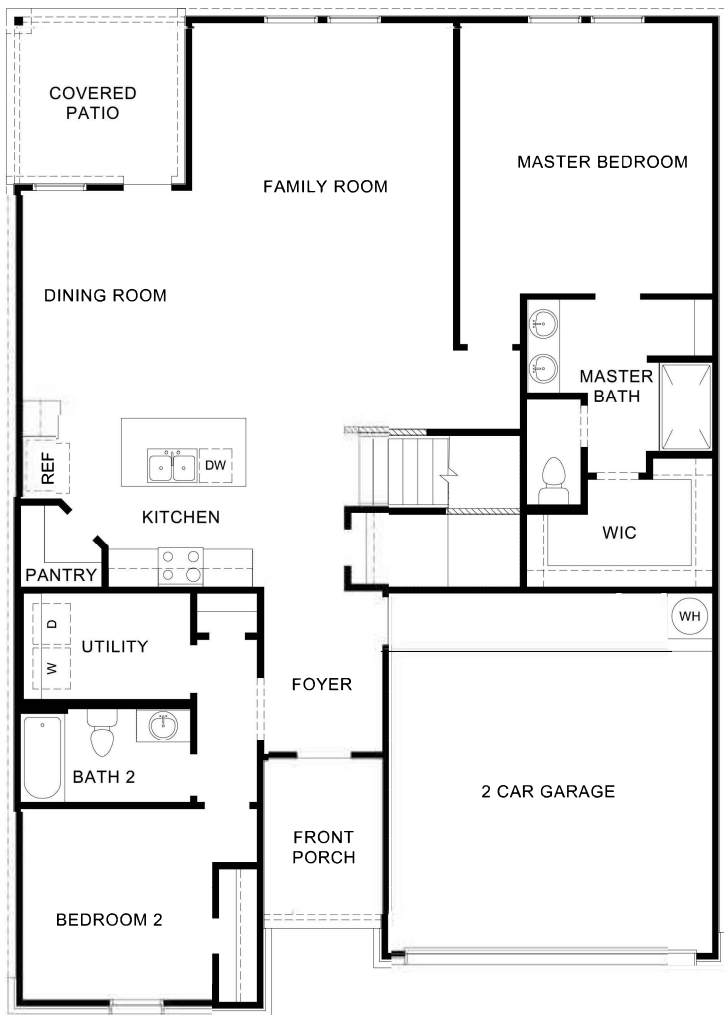 COVERED
PATIO
FAMILY ROOM
MASTER BEDROOM
DINING ROOM
MASTER
BATH
REF
DW
KITCHEN
WIC
PANTRY
D
W
UTILITY
WH
FOYER
BATH 2
2 CAR GARAGE
FRONT
PORCH
BEDROOM 2